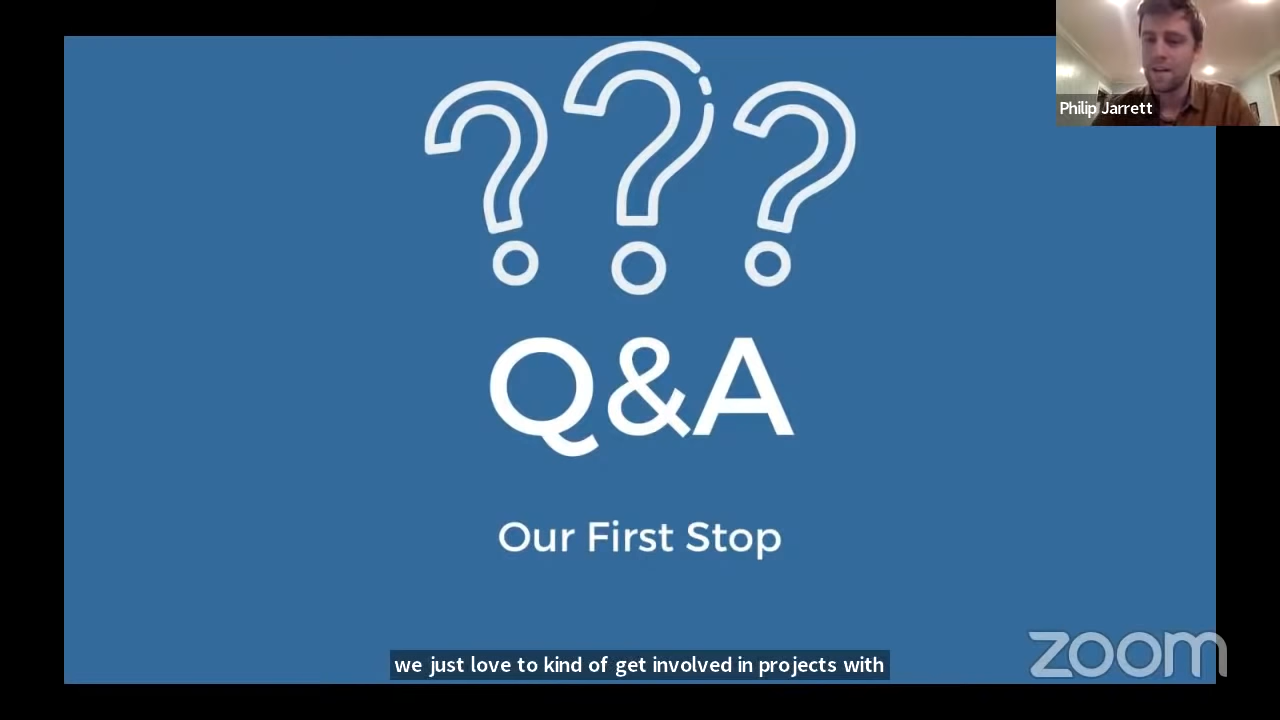 Philip Jarrett
???
Q&A
Our First Stop
we just love to kind of get involved in projects with
zoom